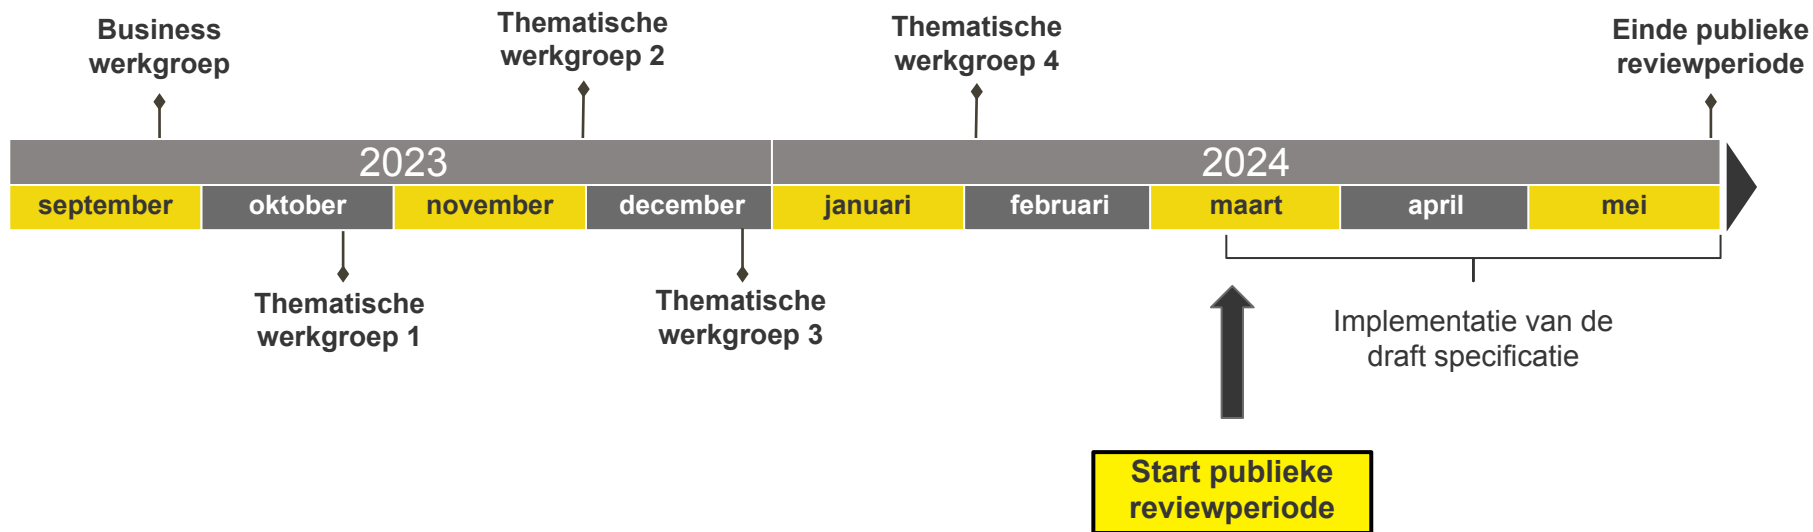 Business
werkgroep
Thematische
werkgroep 2
Thematische
werkgroep 4
Einde publieke
reviewperiode
2023
2024
september
oktober
november
december
januari
februari
maart
april
mei
Thematische
werkgroep 1
Thematische
werkgroep 3
Implementatie van de
draft specificatie
Start publieke
reviewperiode